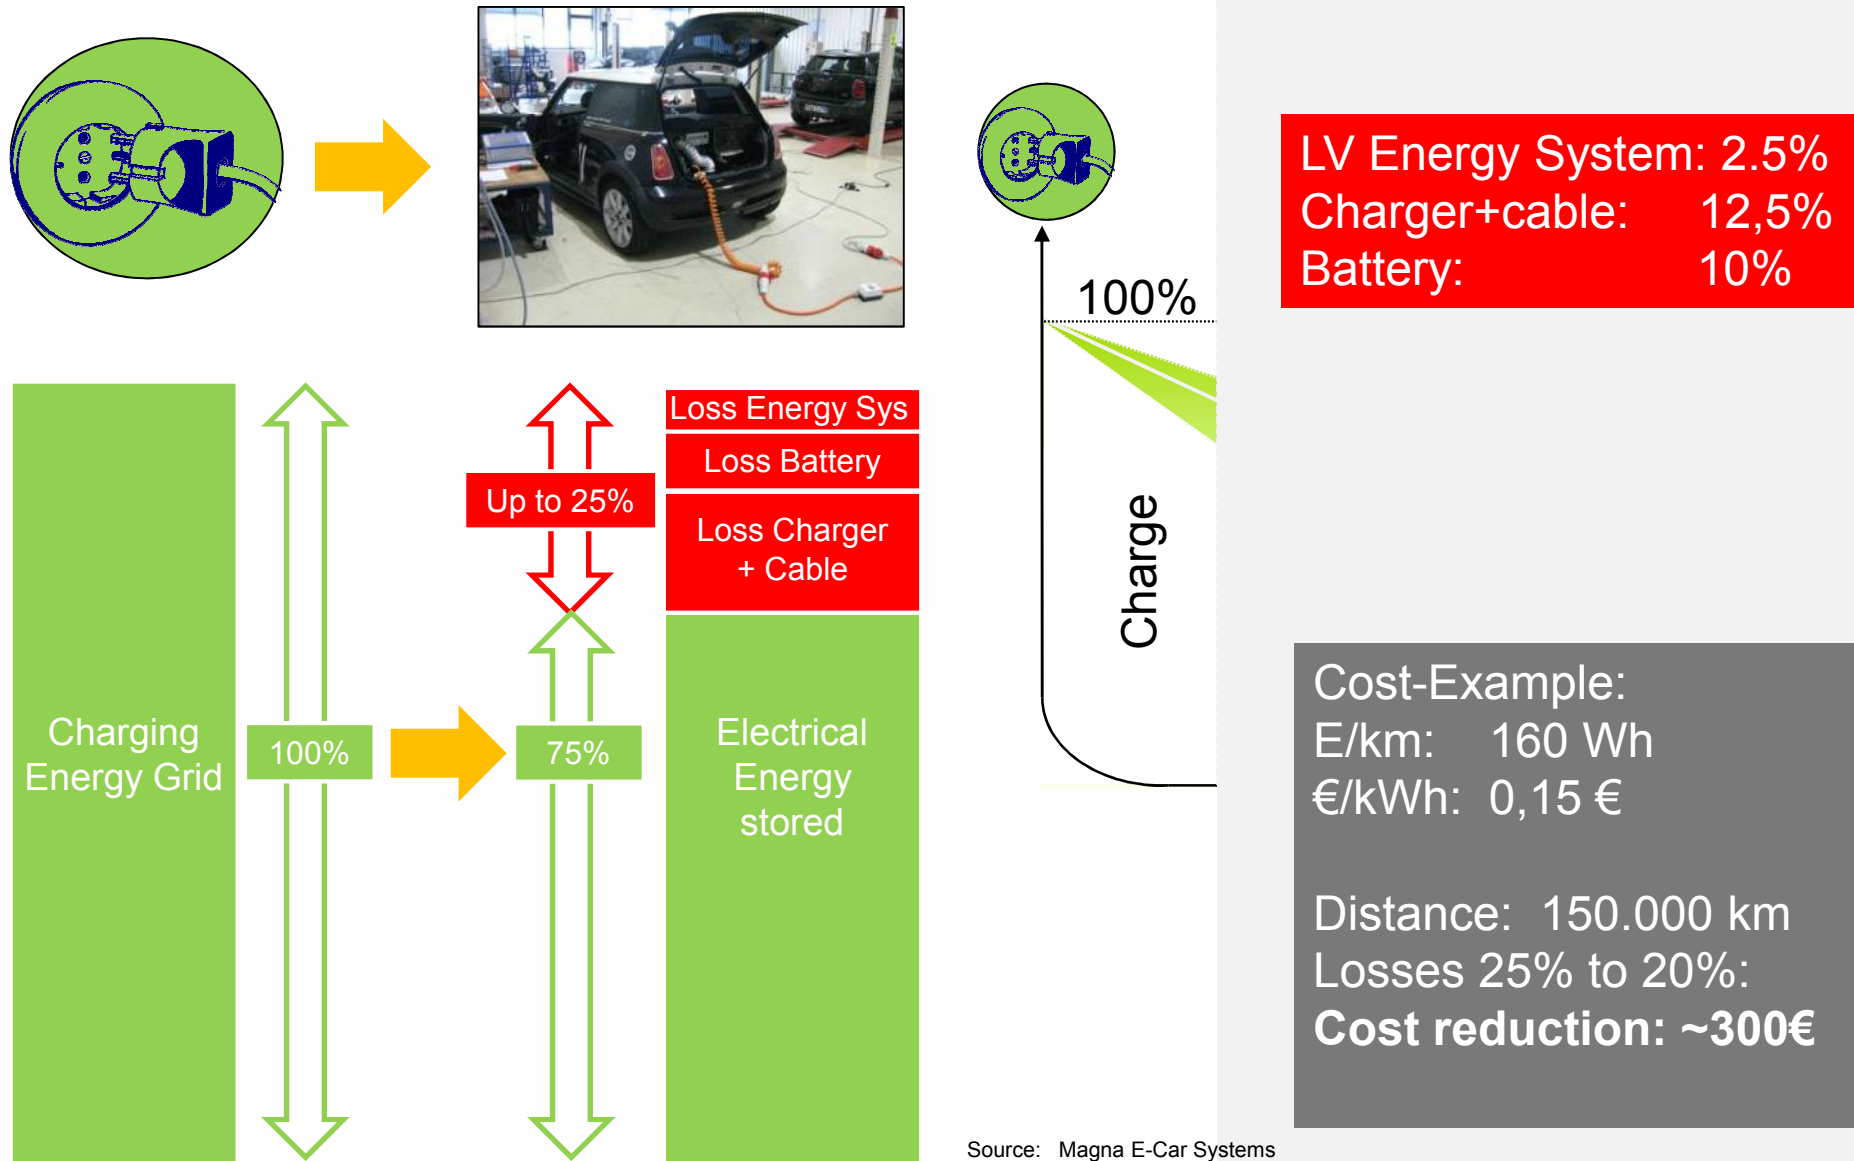 LV Energy System: 2.5%
Charger+cable: 12,5%
Battery: 10%
100%
Loss Energy Sys
Loss Battery
Up to 25%
Loss Charger
+ Cable
Charge
Charging
Energy Grid
100%
75%
Electrical
Energy
stored
Cost-Example:
E/km: 160 Wh
€/kWh: 0,15 €
Distance: 150.000 km
Losses 25% to 20%:
Cost reduction: ~300€
Source: Magna E-Car Systems